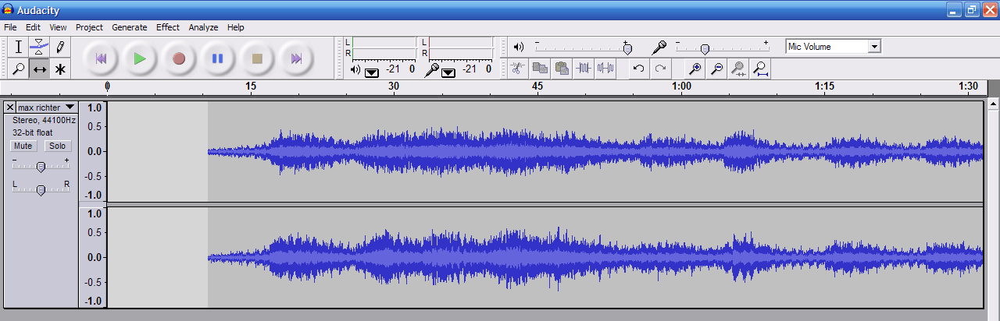 Audacity
File Edit View Project Generate Effect Analyze Help
L
R
-21 0
L
R
-21 0
- +
- +
Mic Volume
0 15 30 45 1:00 1:15 1:30
max richter
Stereo, 44100Hz
32-bit float
Mute Solo
- +
L R
1.0
0.5
0.0
-0.5
-1.0
1.0
0.5
0.0
-0.5
-1.0